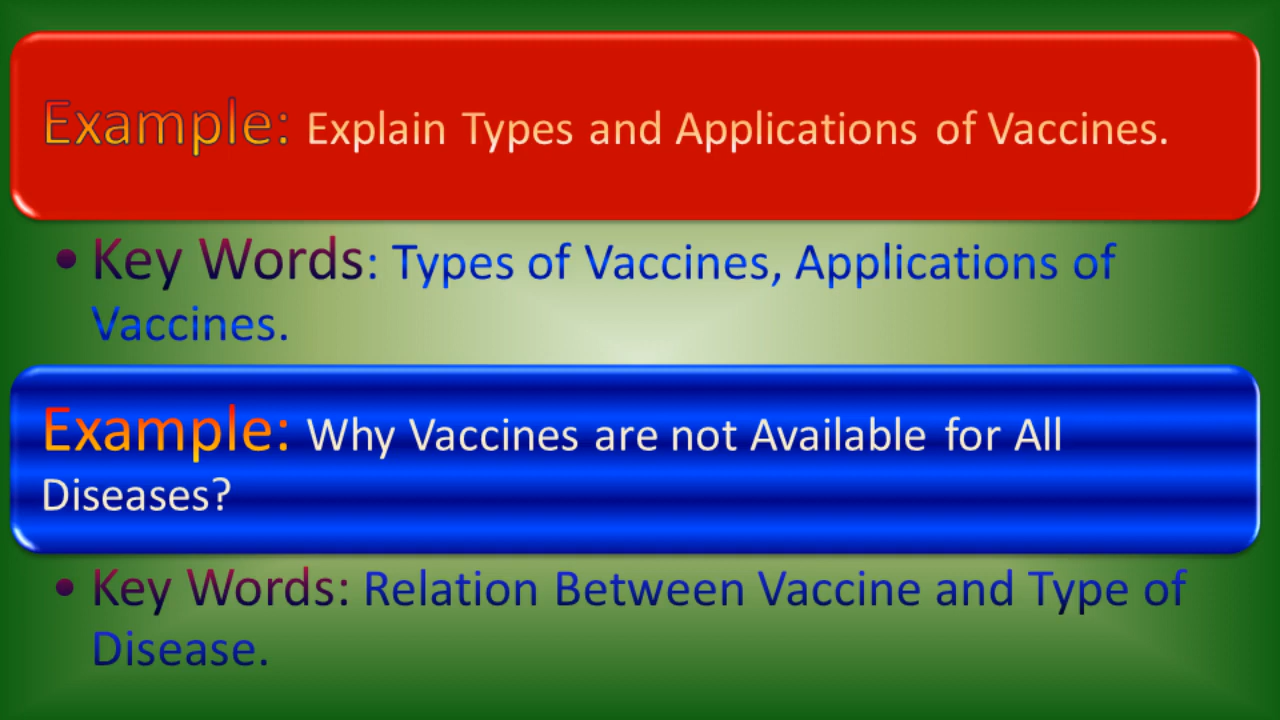 Example: Explain Types and Applications of Vaccines.
• Key Words: Types of Vaccines, Applications of
Vaccines.
Example: Why Vaccines are not Available for All
Diseases?
• Key Words: Relation Between Vaccine and Type of
Disease.